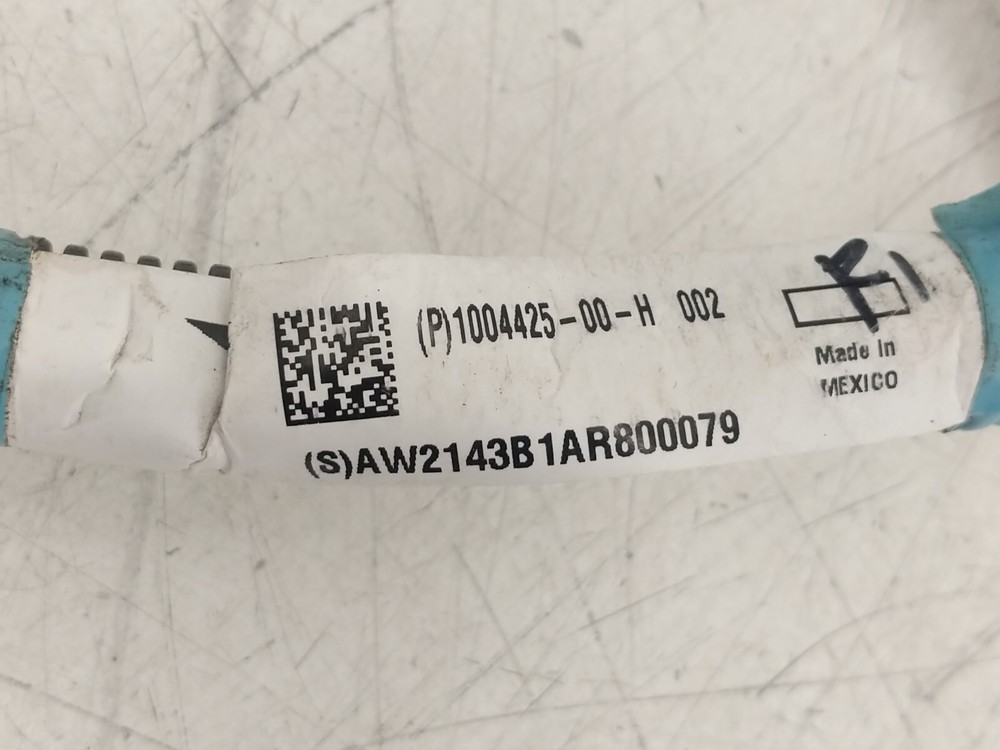 (P)1004425-00-H 002
Made In
MEXICO
(S)AW2143B1AR800079